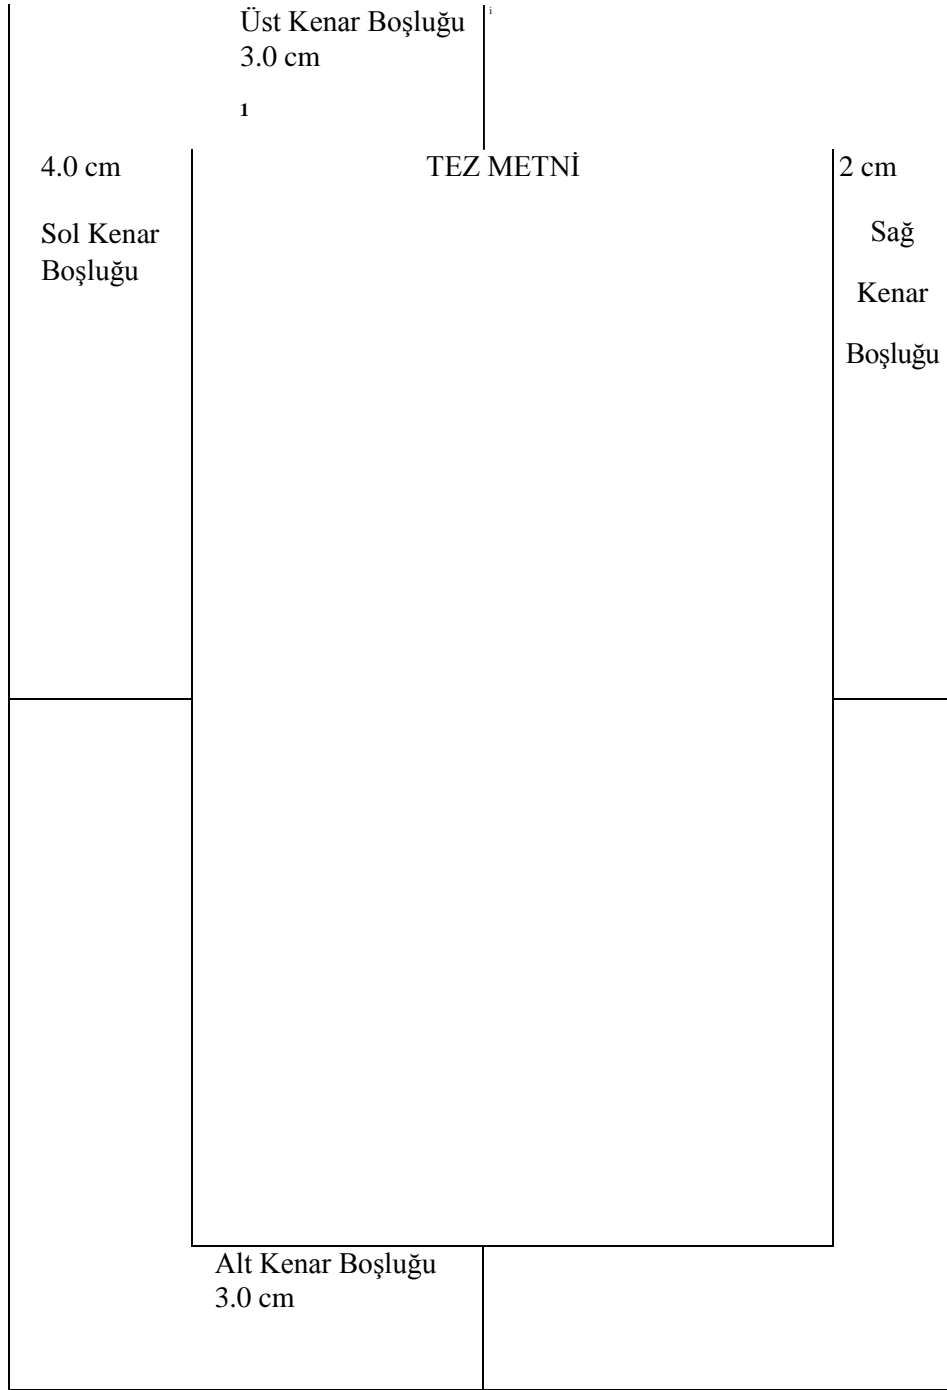 Üst Kenar Boşluğu
3.0 cm
i
1
4.0 cm
Sol Kenar
Boşluğu
TEZ METNİ
2 cm
Sağ
Kenar
Boşluğu
Alt Kenar Boşluğu
3.0 cm